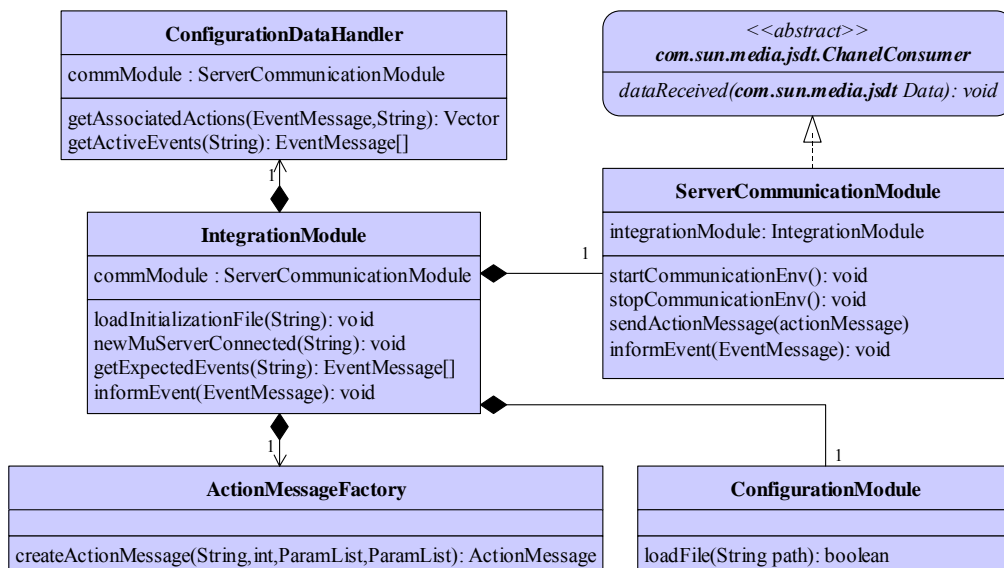 ConfigurationDataHandler
commModule : ServerCommunicationModule
getAssociatedActions(EventMessage,String): Vector
getActiveEvents(String): EventMessage[]
<<abstract>>
com.sun.media.jsdt.ChanelConsumer
dataReceived(com.sun.media.jsdt Data): void
1
IntegrationModule
commModule : ServerCommunicationModule
loadInitializationFile(String): void
newMuServerConnected(String): void
getExpectedEvents(String): EventMessage[]
informEvent(EventMessage): void
1
ServerCommunicationModule
integrationModule: IntegrationModule
startCommunicationEnv(): void
stopCommunicationEnv(): void
sendActionMessage(actionMessage)
informEvent(EventMessage): void
1
ActionMessageFactory
createActionMessage(String,int,ParamList,ParamList): ActionMessage
1
ConfigurationModule
loadFile(String path): boolean